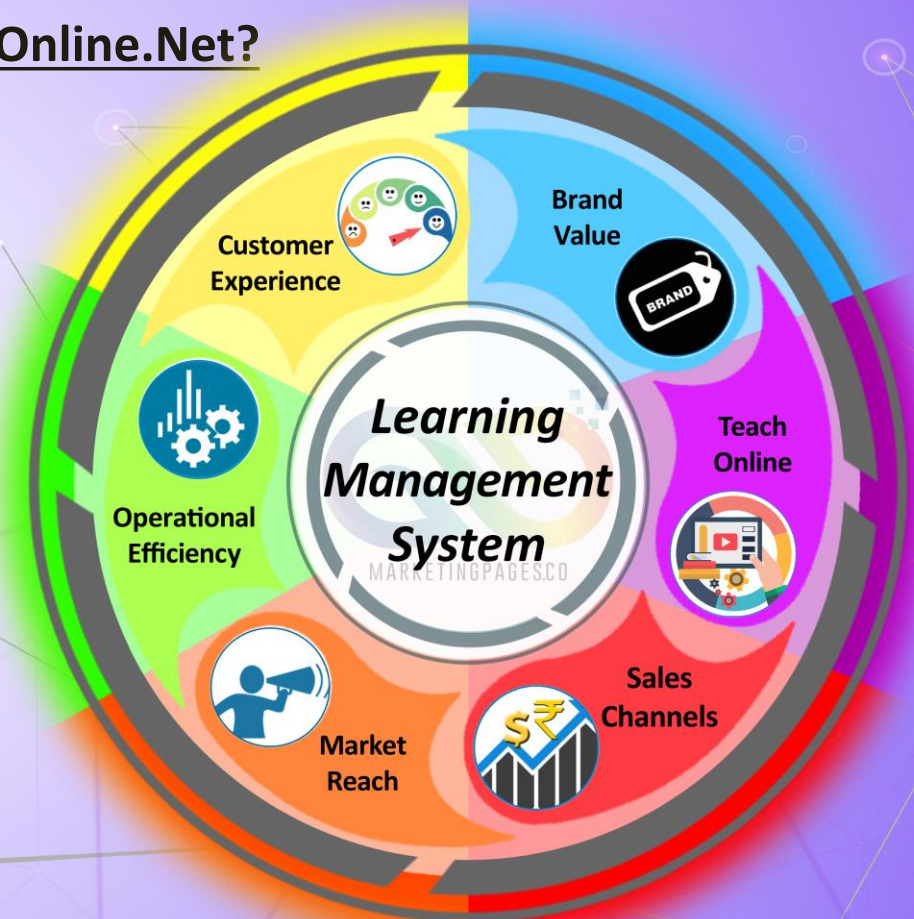 Online.Net?
Brand
Value
BRAND
Customer
Experience
Teach
Online
Learning
Management
System
MARKETINGPAGES.CO
Operational
Efficiency
Sales
Channels
$₹
Market
Reach